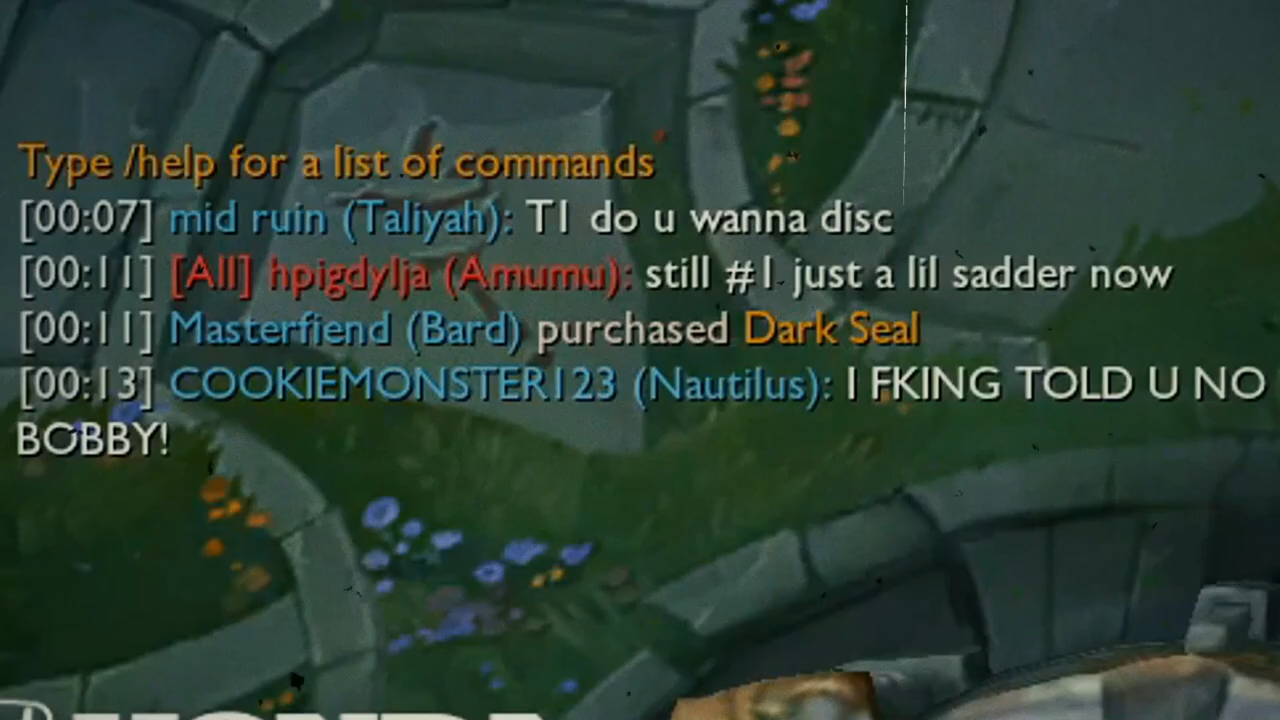 Type /help for a list of commands
[00:07] mid ruin (Taliyah): T1 do u wanna disc
[00:11] [All] hpigdylja (Amumu): still #1 just a lil sadder now
[00:11] Masterfiend (Bard) purchased Dark Seal
[00:13] COOKIEMONSTER123 (Nautilus): I FKING TOLD U NO
BOBBY!